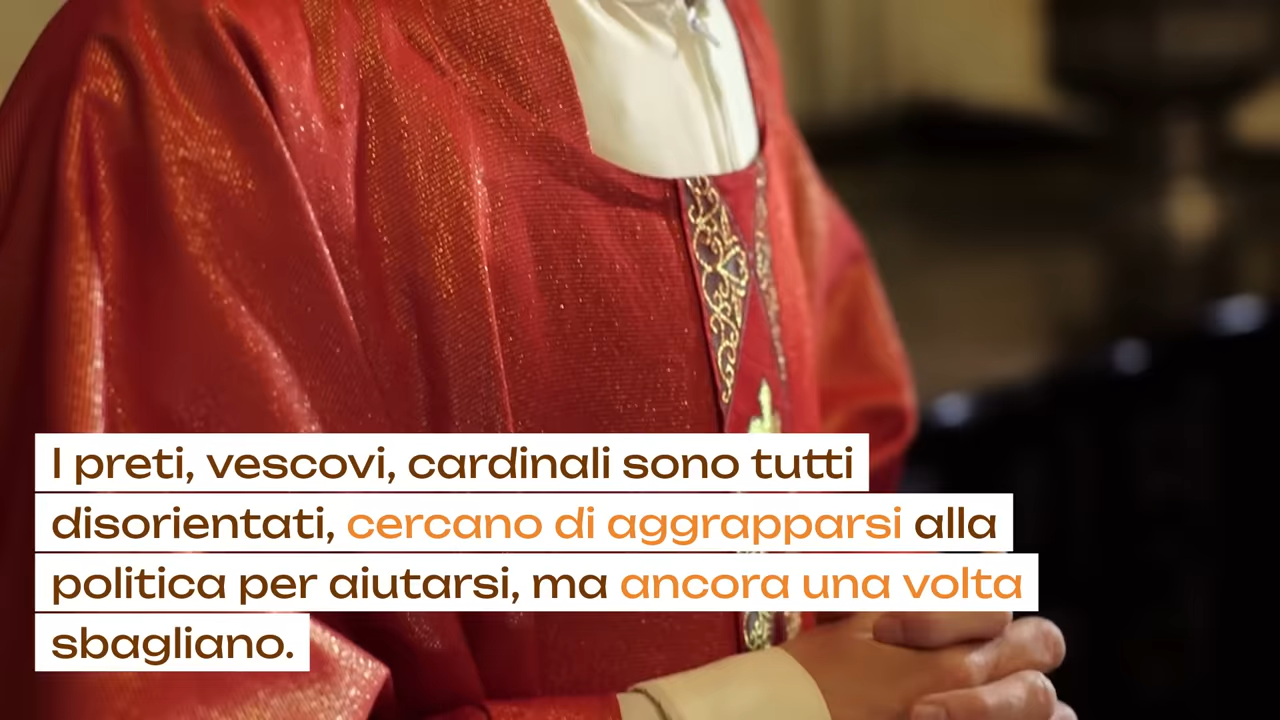 I preti, vescovi, cardinali sono tutti
disorientati, cercano di aggrapparsi alla
politica per aiutarsi, ma ancora una volta
sbagliano.